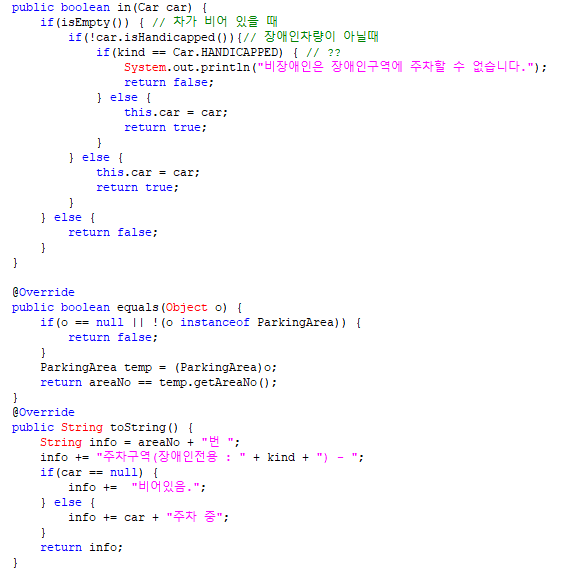 public boolean in(Car car) {
    if(isEmpty()) { // 차가 비어 있을 때
        if(!car.isHandicapped()){// 장애인차량이 아닐때
            if(kind == Car.HANDICAPPED) { // ??
                System.out.println("비장애인은 장애인구역에 주차할 수 없습니다.");
                return false;
            } else {
                this.car = car;
                return true;
            }
        } else {
            this.car = car;
            return true;
        }
    } else {
        return false;
    }
}

@Override
public boolean equals(Object o) {
    if(o == null || !(o instanceof ParkingArea)) {
        return false;
    }
    ParkingArea temp = (ParkingArea)o;
    return areaNo == temp.getAreaNo();
}
@Override
public String toString() {
    String info = areaNo + "번 ";
    info += "주차구역(장애인전용 : " + kind + ") - ";
    if(car == null) {
        info +=  "비어있음.";
    } else {
        info += car + "주차 중";
    }
    return info;
}